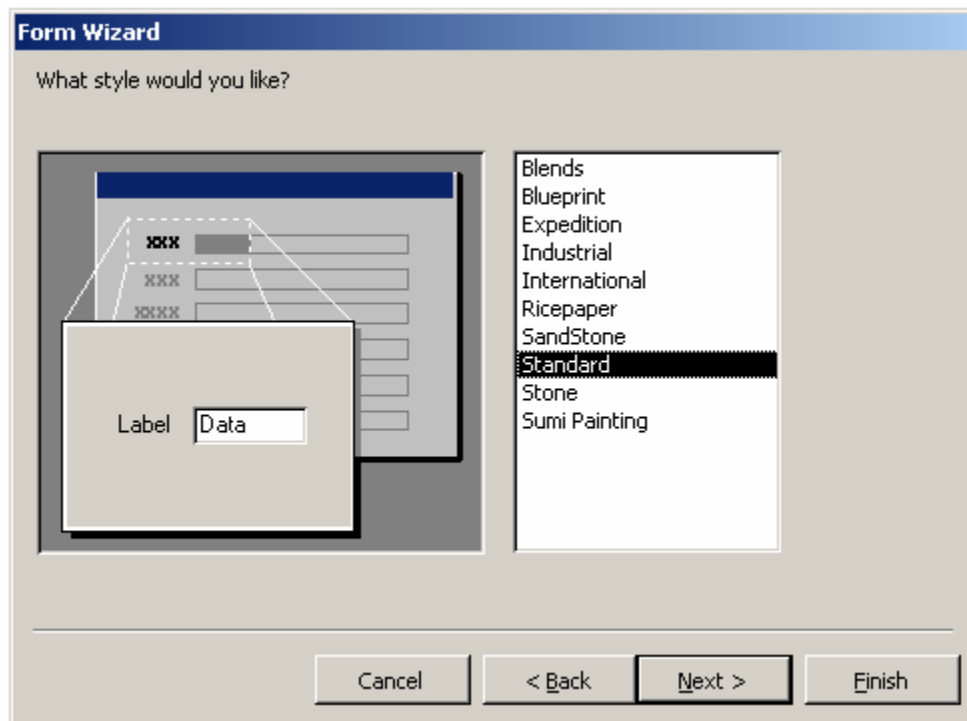 Form Wizard
What style would you like?
xxx
xxx
xxxx
Label Data
Blends
Blueprint
Expedition
Industrial
International
Ricepaper
SandStone
Standard
Stone
Sumi Painting
Cancel < Back Next > Finish